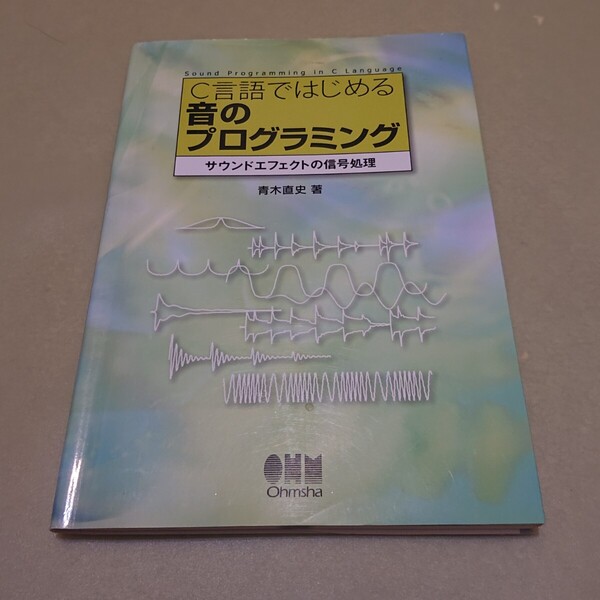 Sound Programming in C Language
C言語ではじめる
音の
プログラミング
サウンドエフェクトの信号処理
青木直史 著
OHM
Ohmsha